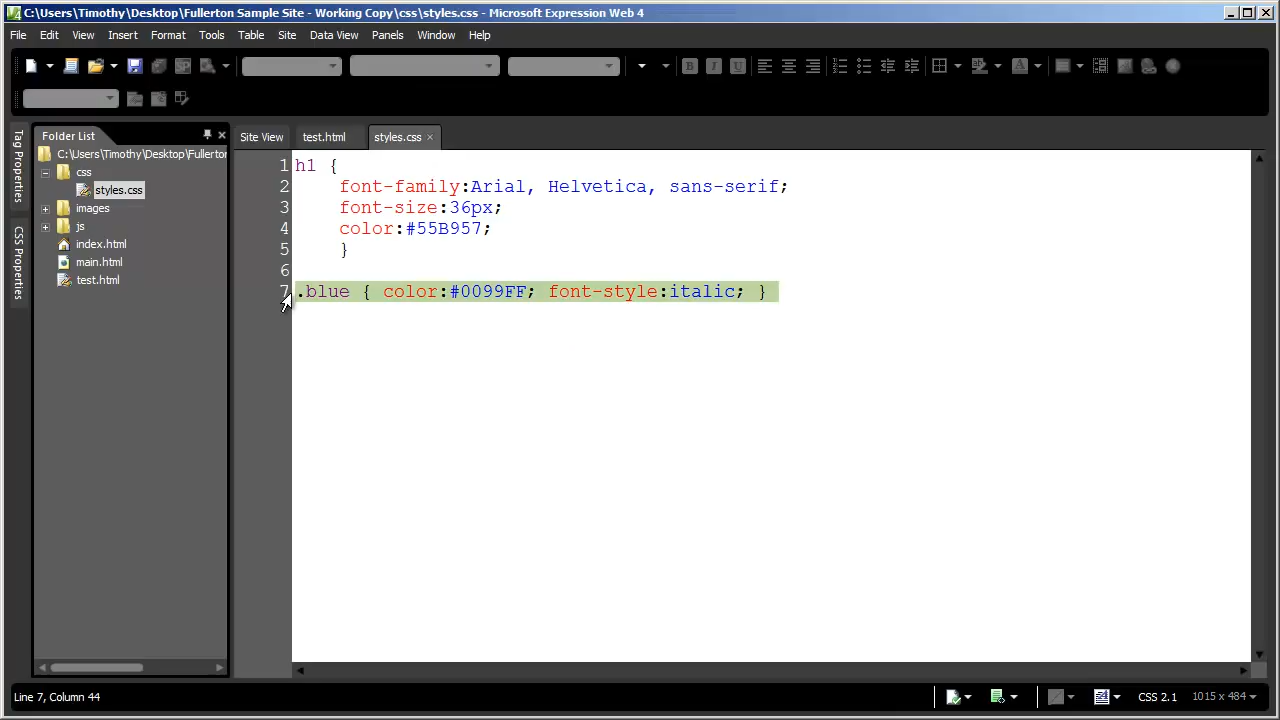 C:\Users\Timothy\Desktop\Fullerton Sample Site - Working Copy\css\styles.css - Microsoft Expression Web 4
File Edit View Insert Format Tools Table Site Data View Panels Window Help
Tag Properties
CSS Properties
Folder List
C:\Users\Timothy\Desktop\Fullerton
css
styles.css
images
js
index.html
main.html
test.html
Site View test.html styles.css
1 h1 {
2 font-family:Arial, Helvetica, sans-serif;
3 font-size:36px;
4 color:#55B957;
5 }
6
7 .blue { color:#0099FF; font-style:italic; }
Line 7, Column 44
CSS 2.1 1015 x 484